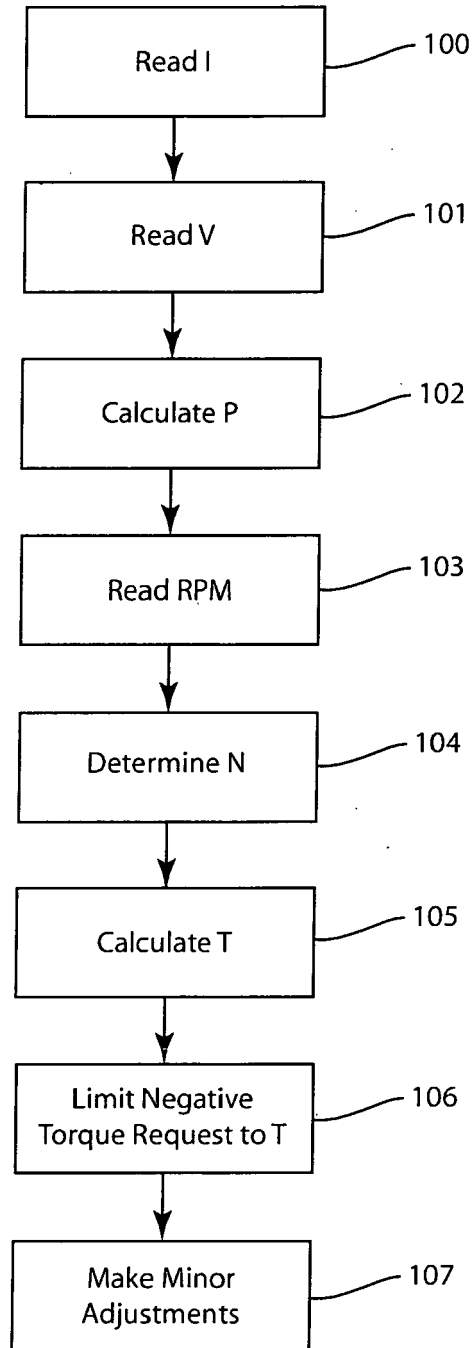 Read I
100
Read V
101
Calculate P
102
Read RPM
103
Determine N
104
Calculate T
105
Limit Negative
Torque Request to T
106
Make Minor
Adjustments
107